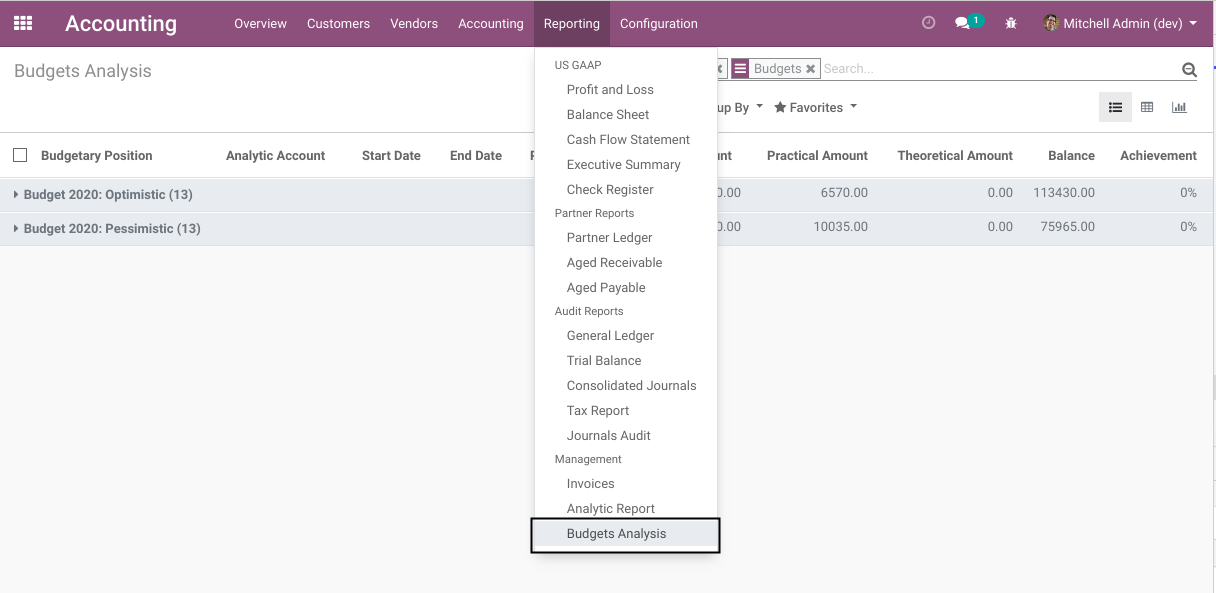 Accounting Overview Customers Vendors Accounting Reporting Configuration 1 Mitchell Admin (dev)
Budgets Analysis
Budgets Search...
up By Favorites
Budgetary Position Analytic Account Start Date End Date Practical Amount Theoretical Amount Balance Achievement
Budget 2020: Optimistic (13) 6570.00 0.00 113430.00 0%
Budget 2020: Pessimistic (13) 10035.00 0.00 75965.00 0%
US GAAP
Profit and Loss
Balance Sheet
Cash Flow Statement
Executive Summary
Check Register
Partner Reports
Partner Ledger
Aged Receivable
Aged Payable
Audit Reports
General Ledger
Trial Balance
Consolidated Journals
Tax Report
Journals Audit
Management
Invoices
Analytic Report
Budgets Analysis